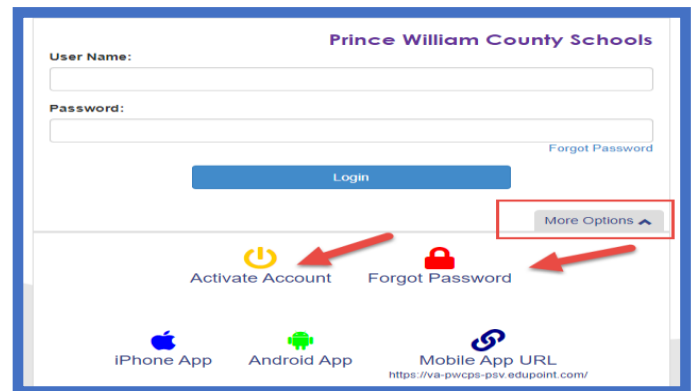 Prince William County Schools
User Name:
Password:
Forgot Password
Login
More Options
Activate Account Forgot Password
iPhone App Android App Mobile App URL
https://va-pwcps-psv.edupoint.com/